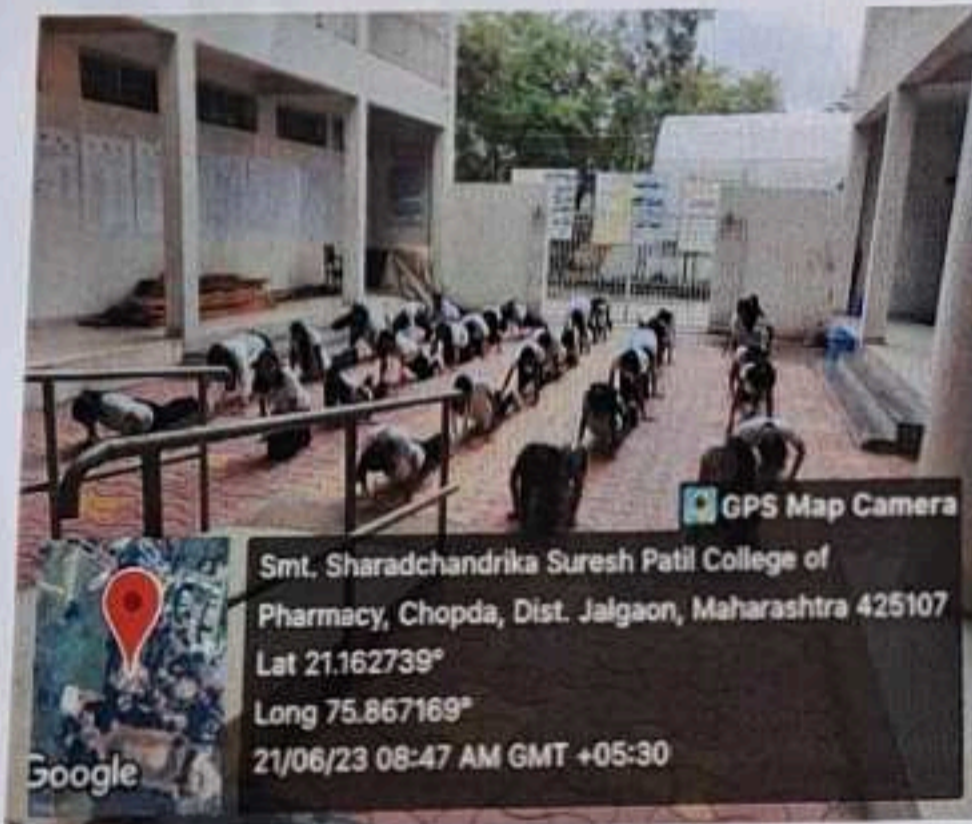 GPS Map Camera
Smt. Sharadchandrika Suresh Patil College of
Pharmacy, Chopda, Dist. Jalgaon, Maharashtra 425107
Lat 21.162739°
Long 75.867169°
21/06/23 08:47 AM GMT +05:30
Google